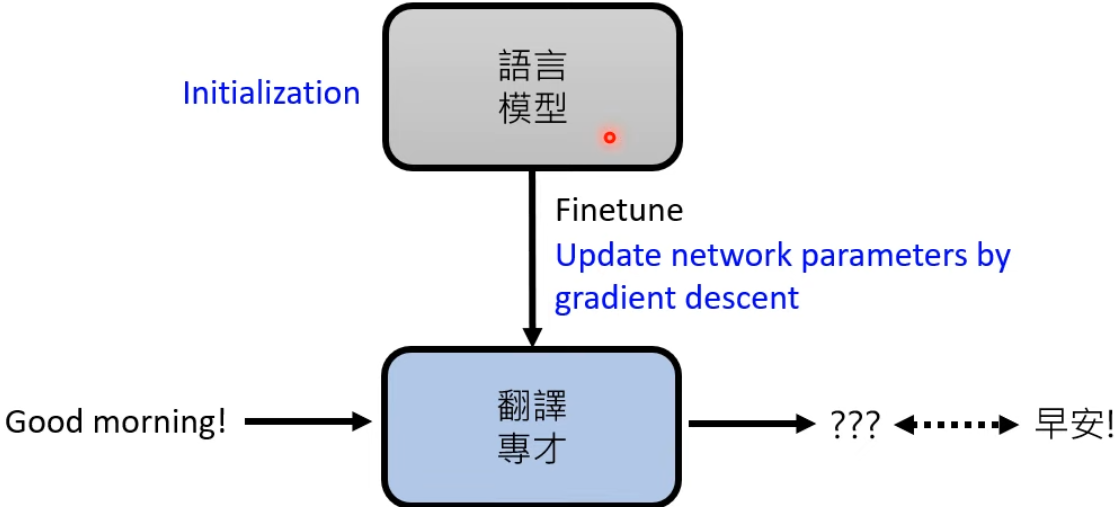 語言
模型
Initialization
Finetune
Update network parameters by
gradient descent
Good morning!
翻譯
專才
???
早安!